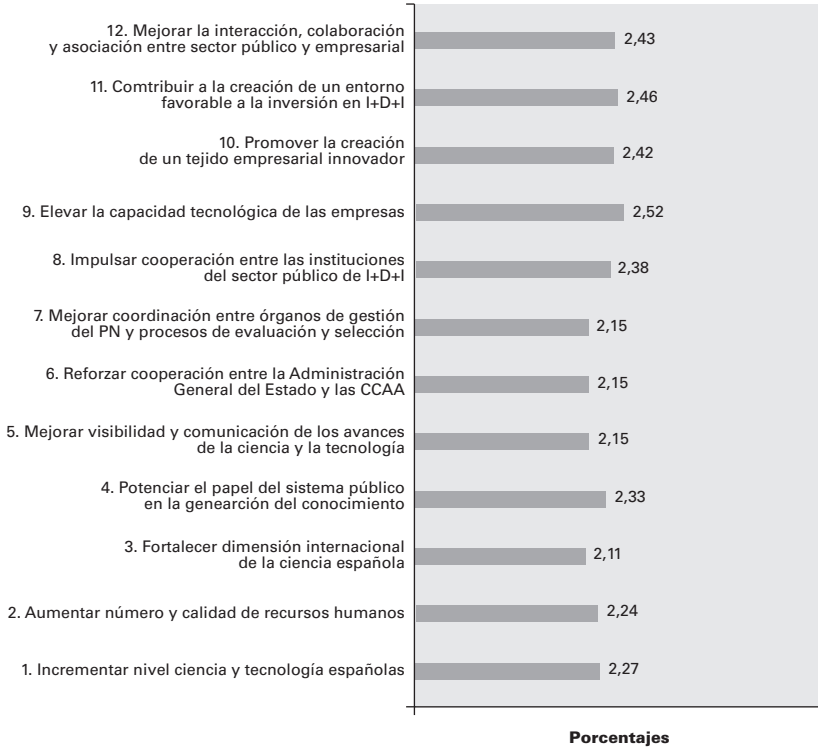 12. Mejorar la interacción, colaboración
y asociación entre sector público y empresarial
2,43
11. Comtribuir a la creación de un entorno
favorable a la inversión en I+D+I
2,46
10. Promover la creación
de un tejido empresarial innovador
2,42
9. Elevar la capacidad tecnológica de las empresas
2,52
8. Impulsar cooperación entre las instituciones
del sector público de I+D+I
2,38
7. Mejorar coordinación entre órganos de gestión
del PN y procesos de evaluación y selección
2,15
6. Reforzar cooperación entre la Administración
General del Estado y las CCAA
2,15
5. Mejorar visibilidad y comunicación de los avances
de la ciencia y la tecnología
2,15
4. Potenciar el papel del sistema público
en la genearción del conocimiento
2,33
3. Fortalecer dimensión internacional
de la ciencia española
2,11
2. Aumentar número y calidad de recursos humanos
2,24
1. Incrementar nivel ciencia y tecnología españolas
2,27
Porcentajes